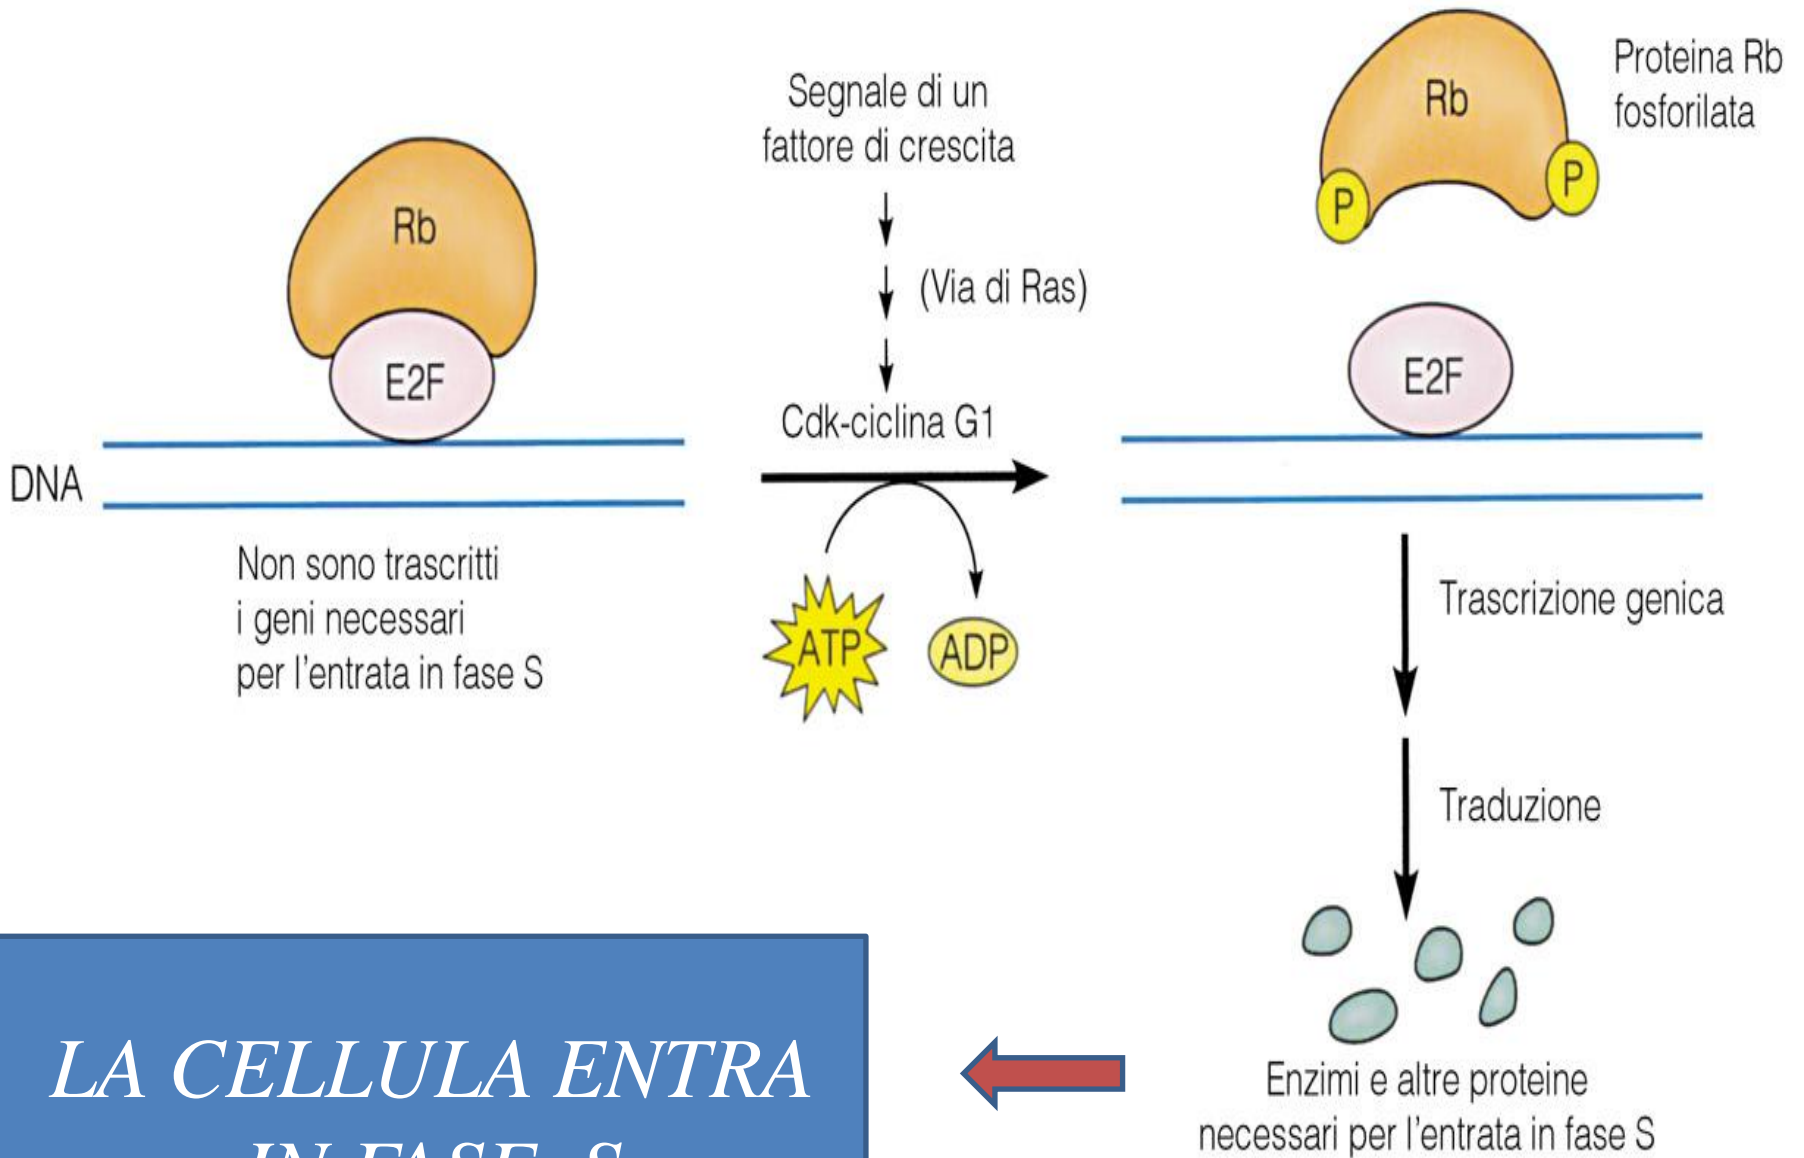 Rb
E2F
DNA
Non sono trascritti
i geni necessari
per l'entrata in fase S
Segnale di un
fattore di crescita
(Via di Ras)
Cdk-ciclina G1
ATP
ADP
Rb
P
P
Proteina Rb
fosforilata
E2F
Trascrizione genica
Traduzione
Enzimi e altre proteine
necessari per l'entrata in fase S
LA CELLULA ENTRA
IN FASE S